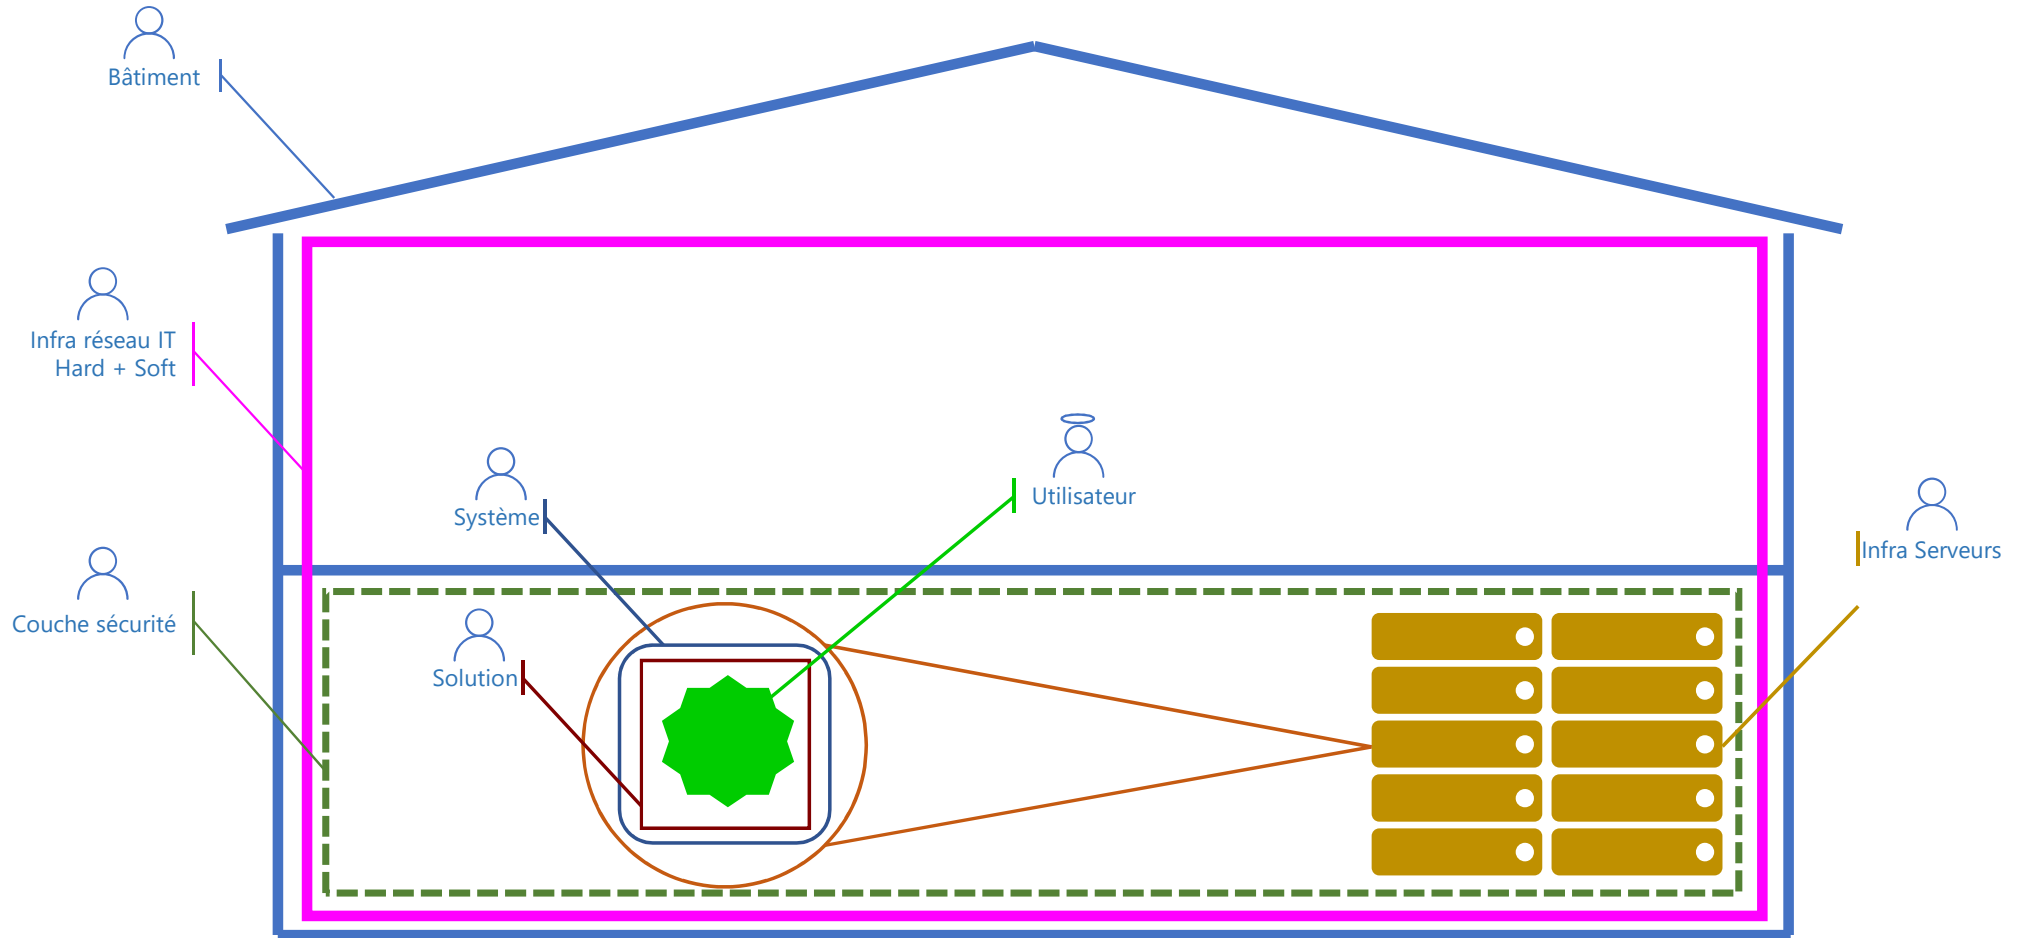 Bâtiment
Infra réseau IT
Hard + Soft
Utilisateur
Système
Infra Serveurs
Couche sécurité
Solution